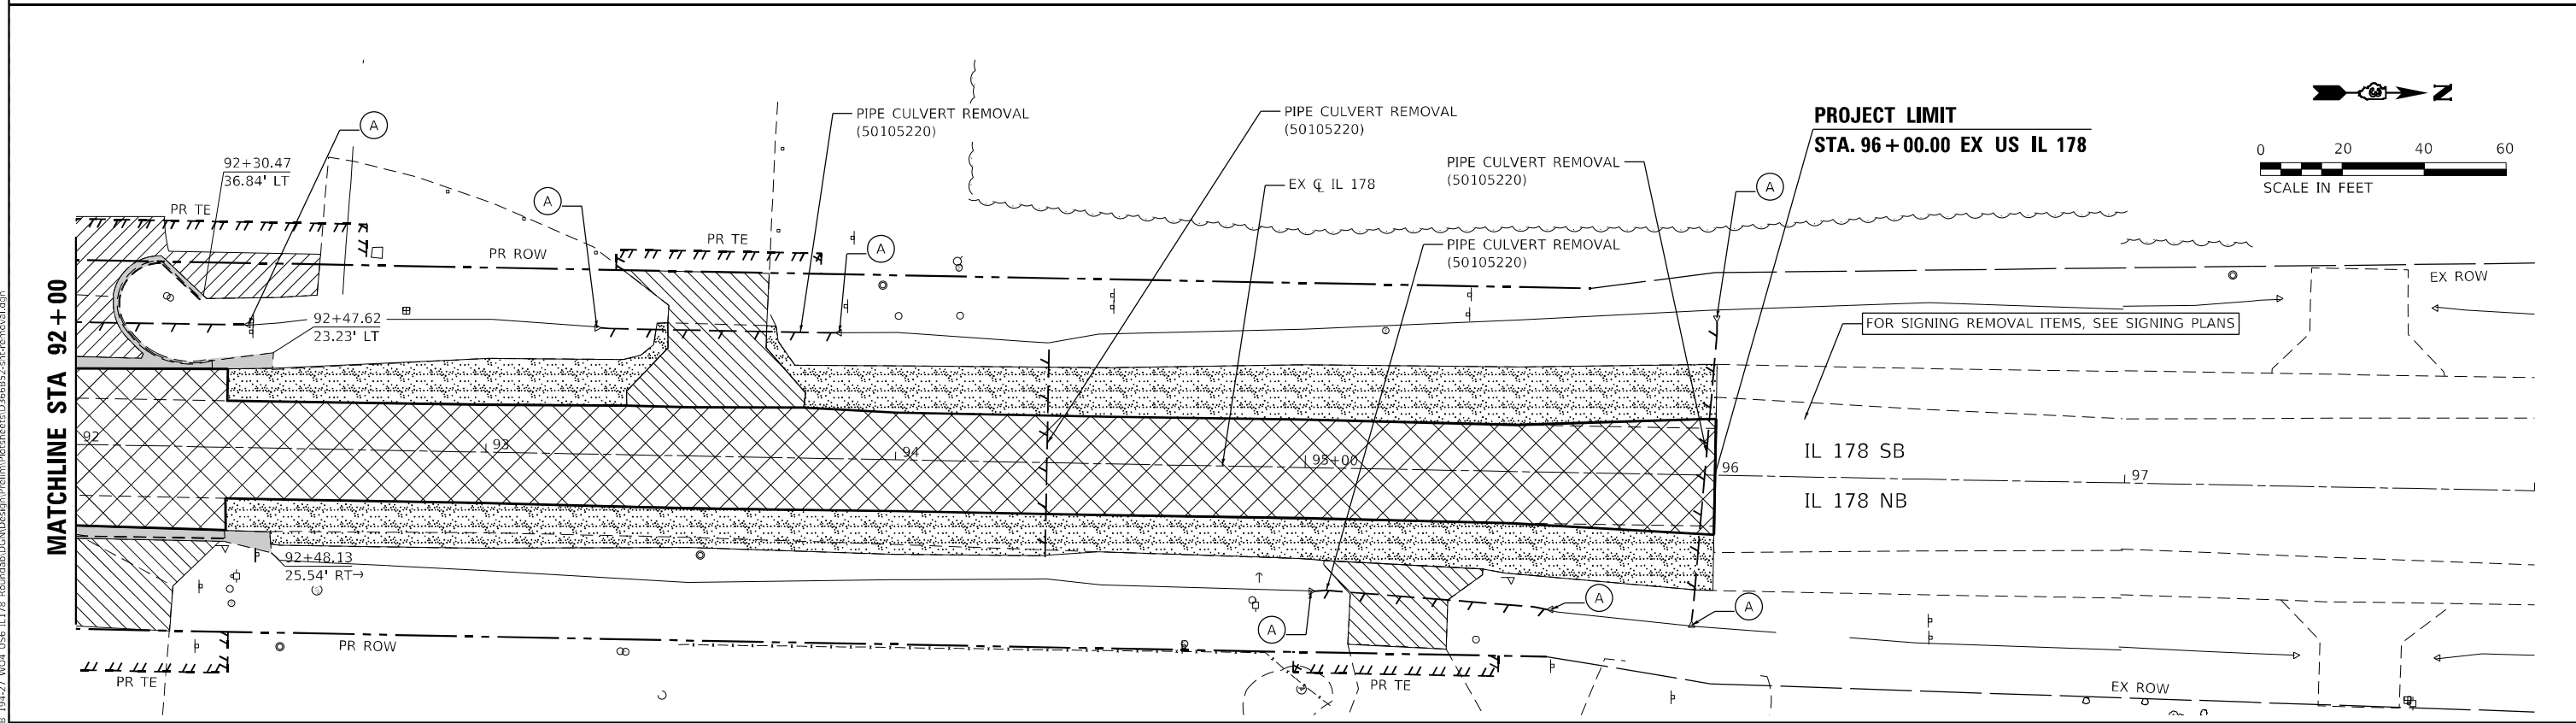 PROJECT LIMIT
STA. 96+00.00 EX US IL 178
N
0 20 40 60
SCALE IN FEET
PIPE CULVERT REMOVAL
(50105220)
PIPE CULVERT REMOVAL
(50105220)
PIPE CULVERT REMOVAL
(50105220)
PIPE CULVERT REMOVAL
(50105220)
EX ℄ IL 178
A
A
A
A
92+30.47
36.84' LT
PR TE
PR ROW
PR TE
EX ROW
92+47.62
23.23' LT
FOR SIGNING REMOVAL ITEMS, SEE SIGNING PLANS
MATCHLINE STA 92+00
92
93
94
95+00
96
97
IL 178 SB
IL 178 NB
92+48.13
25.54' RT
A
A
A
PR ROW
PR TE
PR TE
EX ROW